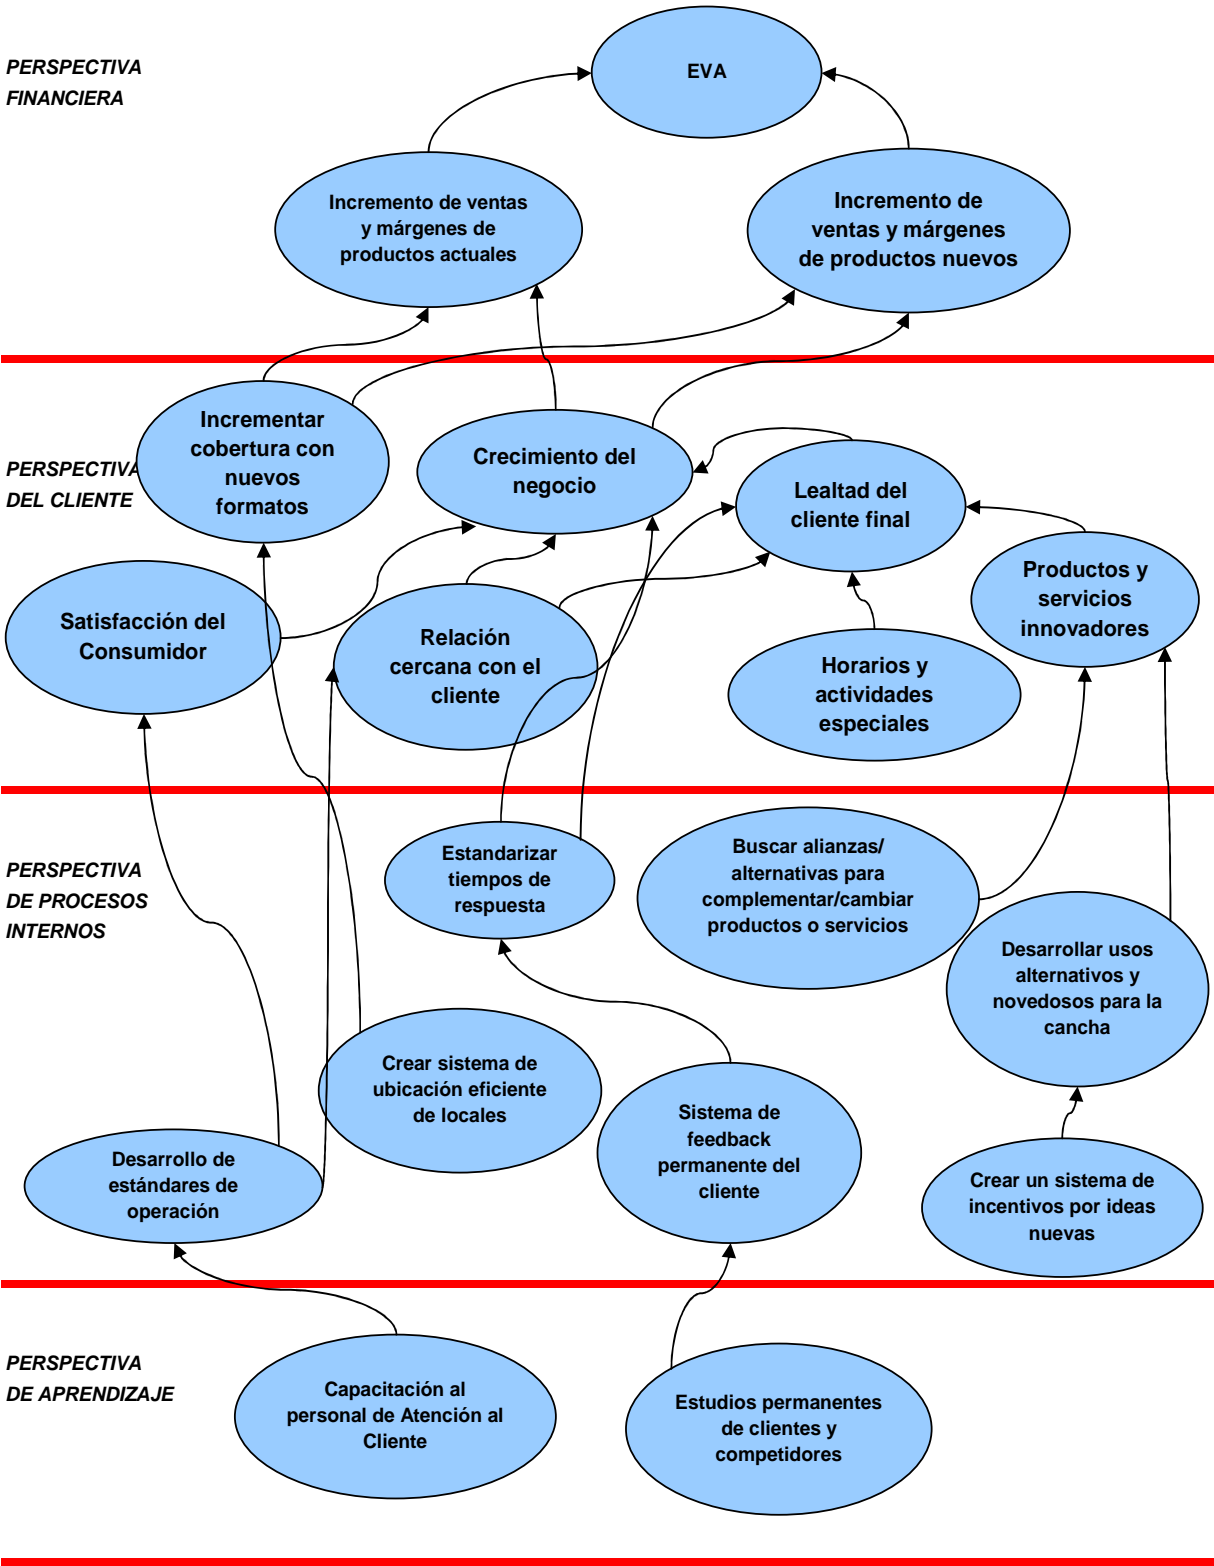 PERSPECTIVA
FINANCIERA
EVA
Incremento de ventas
y márgenes de
productos actuales
Incremento de
ventas y márgenes
de productos nuevos
PERSPECTIVA
DEL CLIENTE
Incrementar
cobertura con
nuevos
formatos
Crecimiento del
negocio
Lealtad del
cliente final
Productos y
servicios
innovadores
Satisfacción del
Consumidor
Relación
cercana con el
cliente
Horarios y
actividades
especiales
PERSPECTIVA
DE PROCESOS
INTERNOS
Estandarizar
tiempos de
respuesta
Buscar alianzas/
alternativas para
complementar/cambiar
productos o servicios
Desarrollar usos
alternativos y
novedosos para la
cancha
Crear sistema de
ubicación eficiente
de locales
Sistema de
feedback
permanente del
cliente
Desarrollo de
estándares de
operación
Crear un sistema de
incentivos por ideas
nuevas
PERSPECTIVA
DE APRENDIZAJE
Capacitación al
personal de Atención al
Cliente
Estudios permanentes
de clientes y
competidores